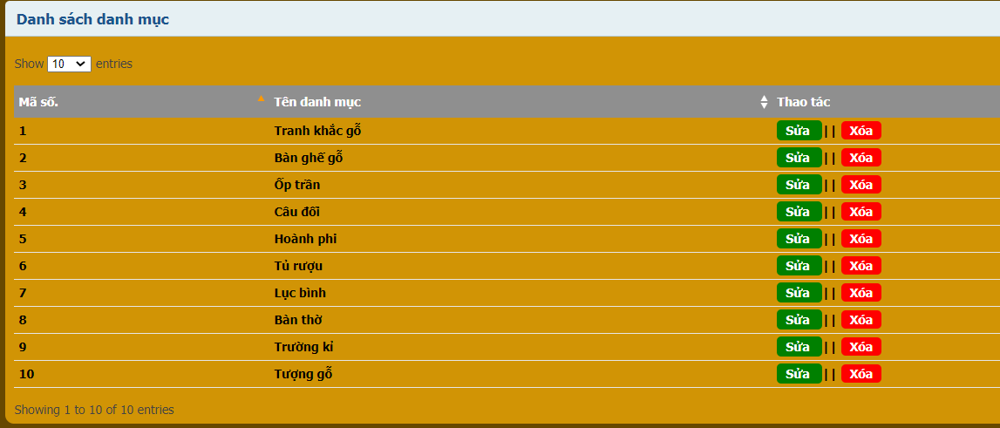 Danh sách danh mục
Show 10 entries
Mã số. Tên danh mục Thao tác
1 Tranh khắc gỗ Sửa || Xóa
2 Bàn ghế gỗ Sửa || Xóa
3 Ốp trần Sửa || Xóa
4 Câu đối Sửa || Xóa
5 Hoành phi Sửa || Xóa
6 Tủ rượu Sửa || Xóa
7 Lục bình Sửa || Xóa
8 Bàn thờ Sửa || Xóa
9 Trường kỉ Sửa || Xóa
10 Tượng gỗ Sửa || Xóa
Showing 1 to 10 of 10 entries